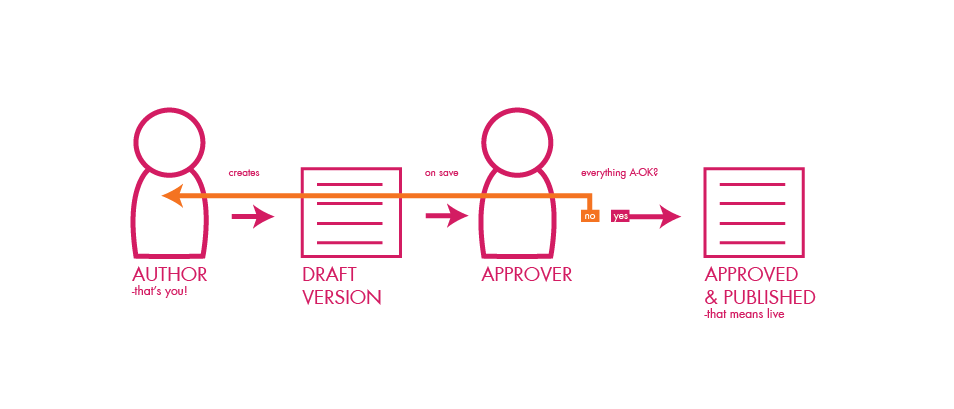 creates
on save
everything A-OK?
no
yes
AUTHOR
-that's you!
DRAFT
VERSION
APPROVER
APPROVED
& PUBLISHED
-that means live